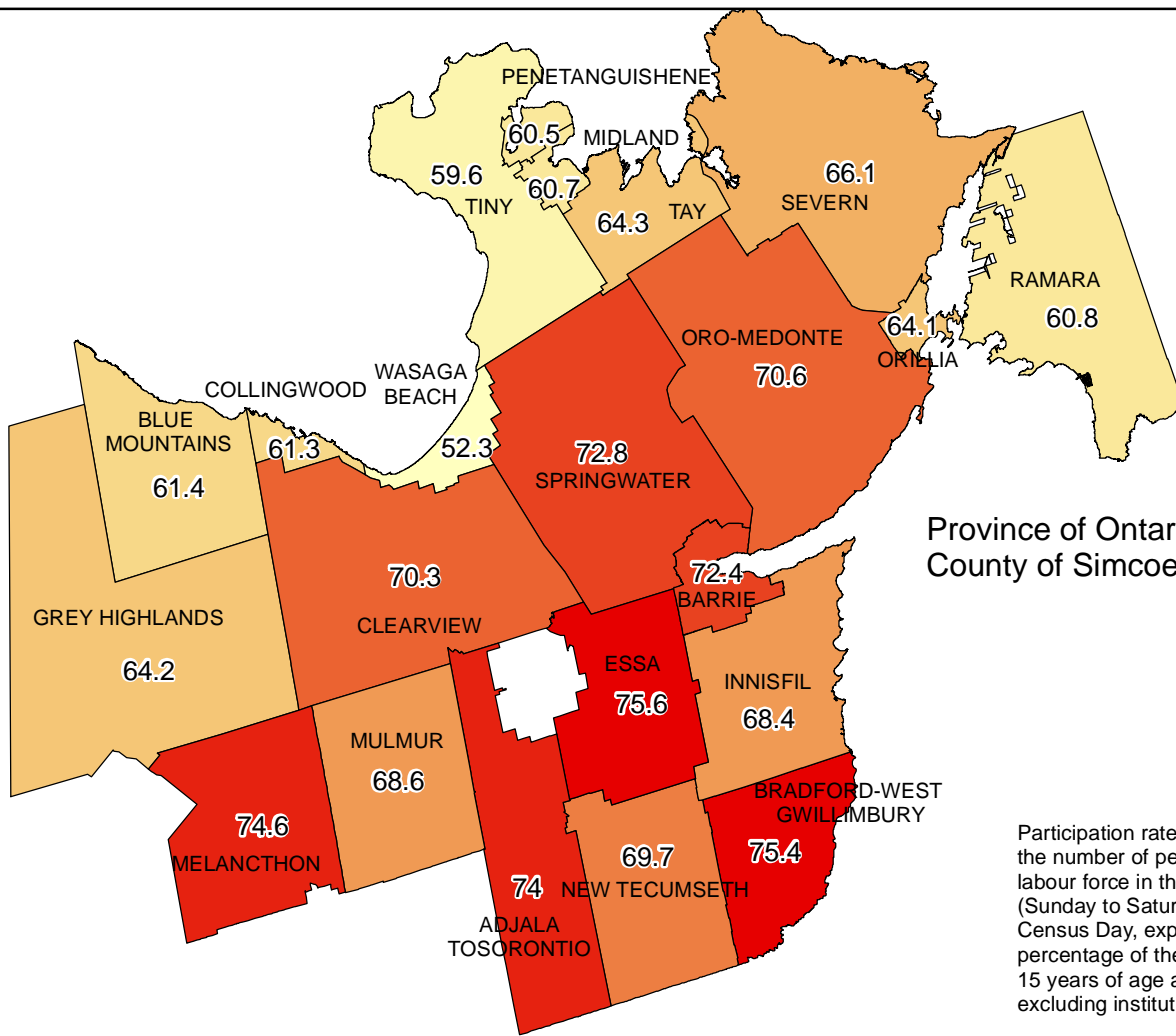 PENETANGUISHENE
60.5
MIDLAND
59.6
60.7
TINY
64.3
TAY
66.1
SEVERN
RAMARA
60.8
ORO-MEDONTE
64.1
ORILLIA
70.6
WASAGA
BEACH
COLLINGWOOD
BLUE
MOUNTAINS
61.3
52.3
61.4
72.8
SPRINGWATER
Province of Ontar
County of Simcoe
70.3
72.4
BARRIE
GREY HIGHLANDS
CLEARVIEW
64.2
ESSA
75.6
INNISFIL
68.4
MULMUR
68.6
BRADFORD-WEST
GWILLIMBURY
74.6
MELANCTHON
69.7
75.4
74
NEW TECUMSETH
ADJALA
TOSORONTIO
Participation rate
the number of pe
labour force in th
(Sunday to Satur
Census Day, exp
percentage of the
15 years of age a
excluding institut